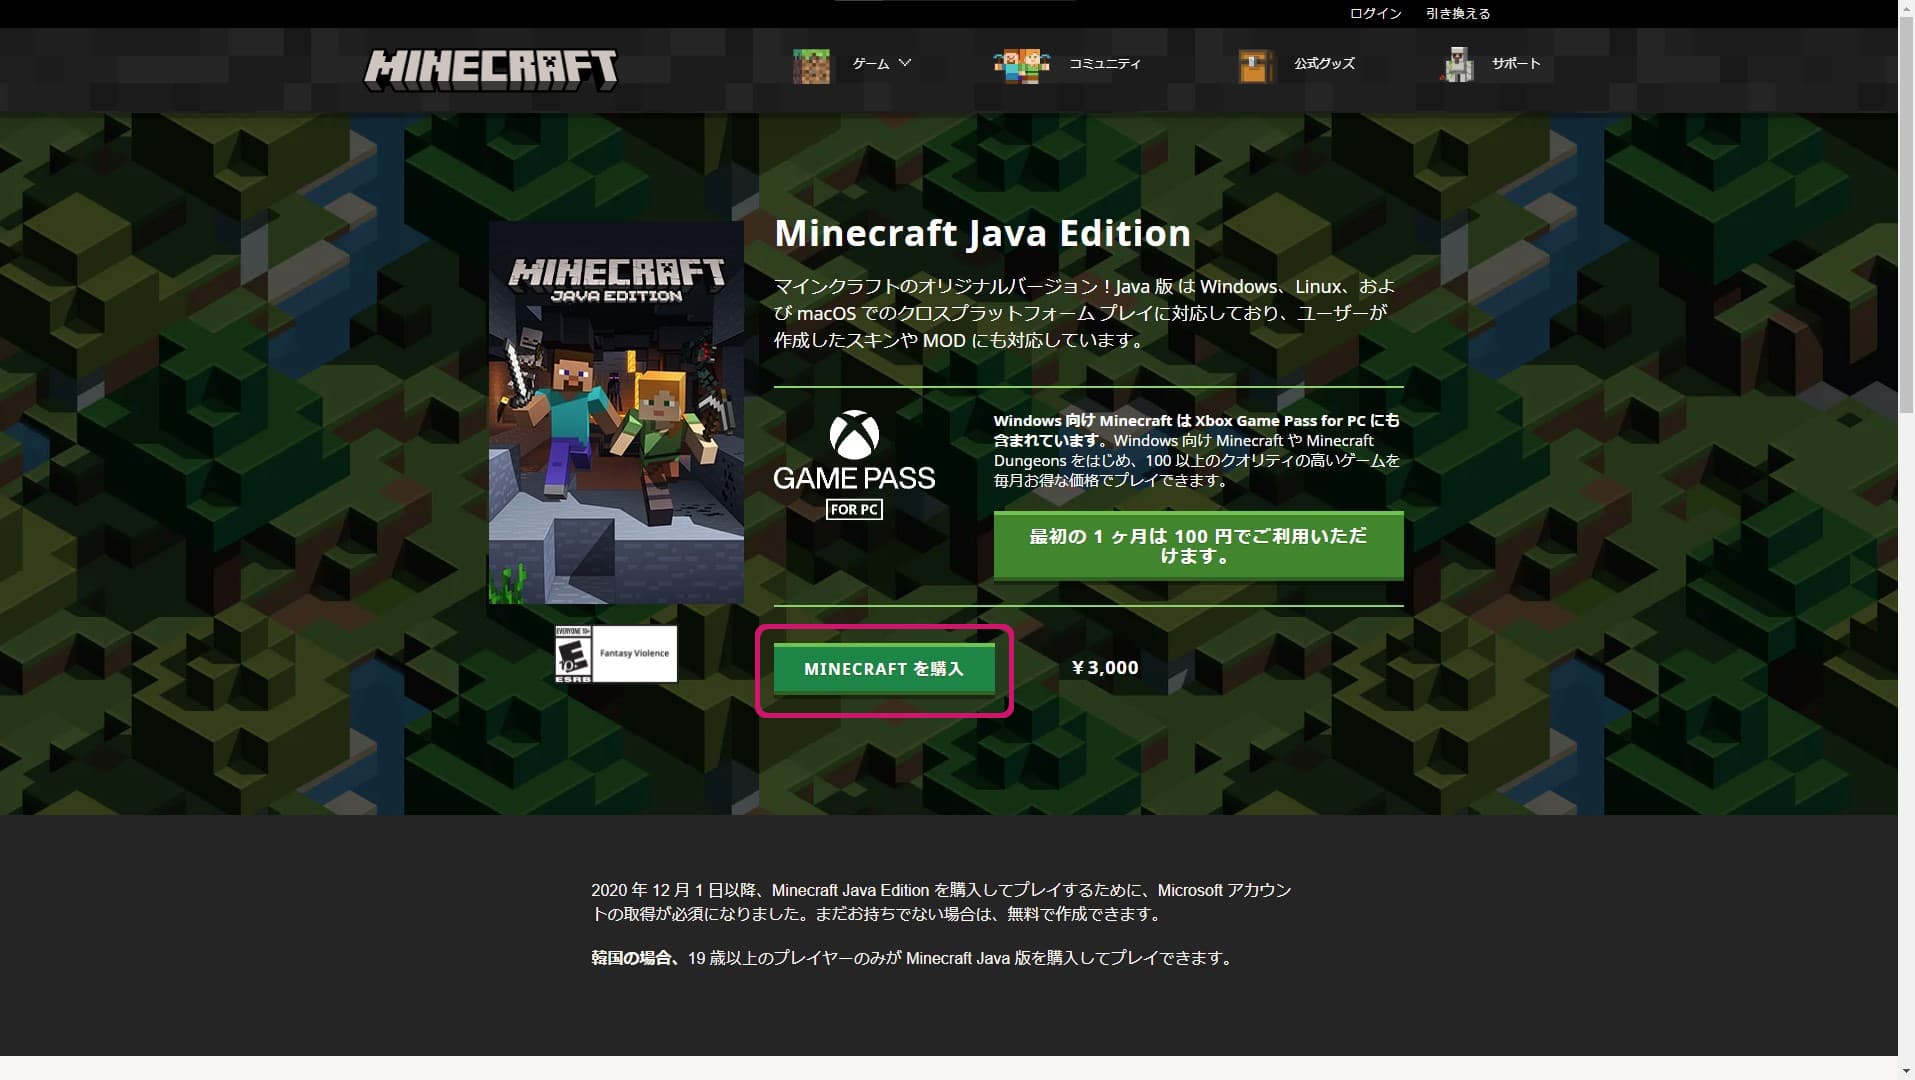 ログイン
引き換える
MINECRAFT
ゲーム
コミュニティ
公式グッズ
サポート
MINECRAFT
JAVA EDITION
Minecraft Java Edition
マインクラフトのオリジナルバージョン！Java 版 は Windows、Linux、およ
び macOS でのクロスプラットフォーム プレイに対応しており、ユーザーが
作成したスキンや MOD にも対応しています。
GAME PASS
FOR PC
Windows 向け Minecraft は Xbox Game Pass for PC にも
含まれています。Windows 向け Minecraft や Minecraft
Dungeons をはじめ、100 以上のクオリティの高いゲームを
毎月お得な価格でプレイできます。
最初の 1 ヶ月は 100 円でご利用いただ
けます。
EVERYONE 10+
E
10+
ESRB
Fantasy Violence
MINECRAFT を購入
¥3,000
2020 年 12 月 1 日以降、Minecraft Java Edition を購入してプレイするために、Microsoft アカウン
トの取得が必須になりました。まだお持ちでない場合は、無料で作成できます。
韓国の場合、19 歳以上のプレイヤーのみが Minecraft Java 版を購入してプレイできます。